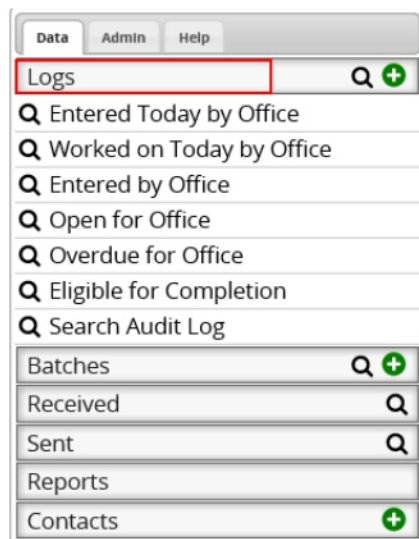 Data Admin Help
Logs
Entered Today by Office
Worked on Today by Office
Entered by Office
Open for Office
Overdue for Office
Eligible for Completion
Search Audit Log
Batches
Received
Sent
Reports
Contacts